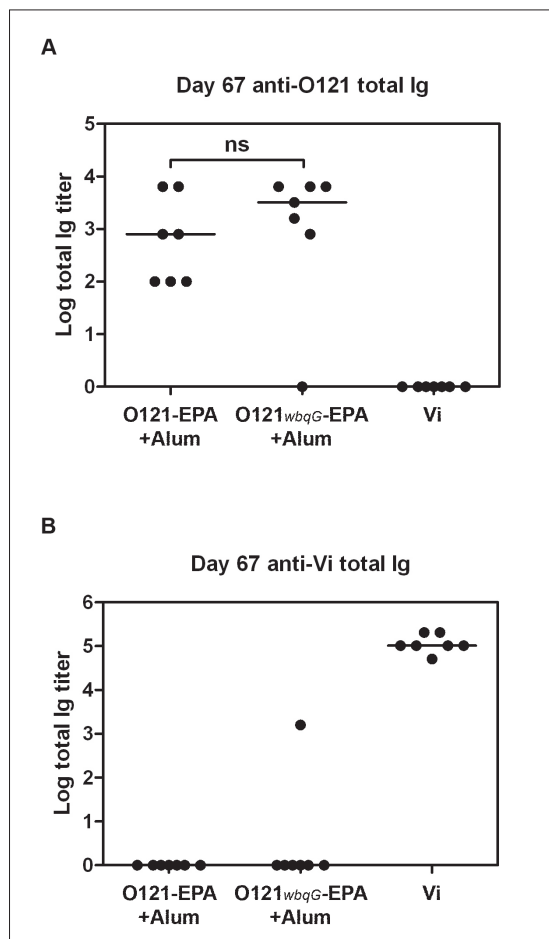 A
Day 67 anti-O121 total Ig
ns
Log total Ig titer
5
4
3
2
1
0
O121-EPA +Alum
O121wbqG-EPA +Alum
Vi
B
Day 67 anti-Vi total Ig
Log total Ig titer
6
5
4
3
2
1
0
O121-EPA +Alum
O121wbqG-EPA +Alum
Vi